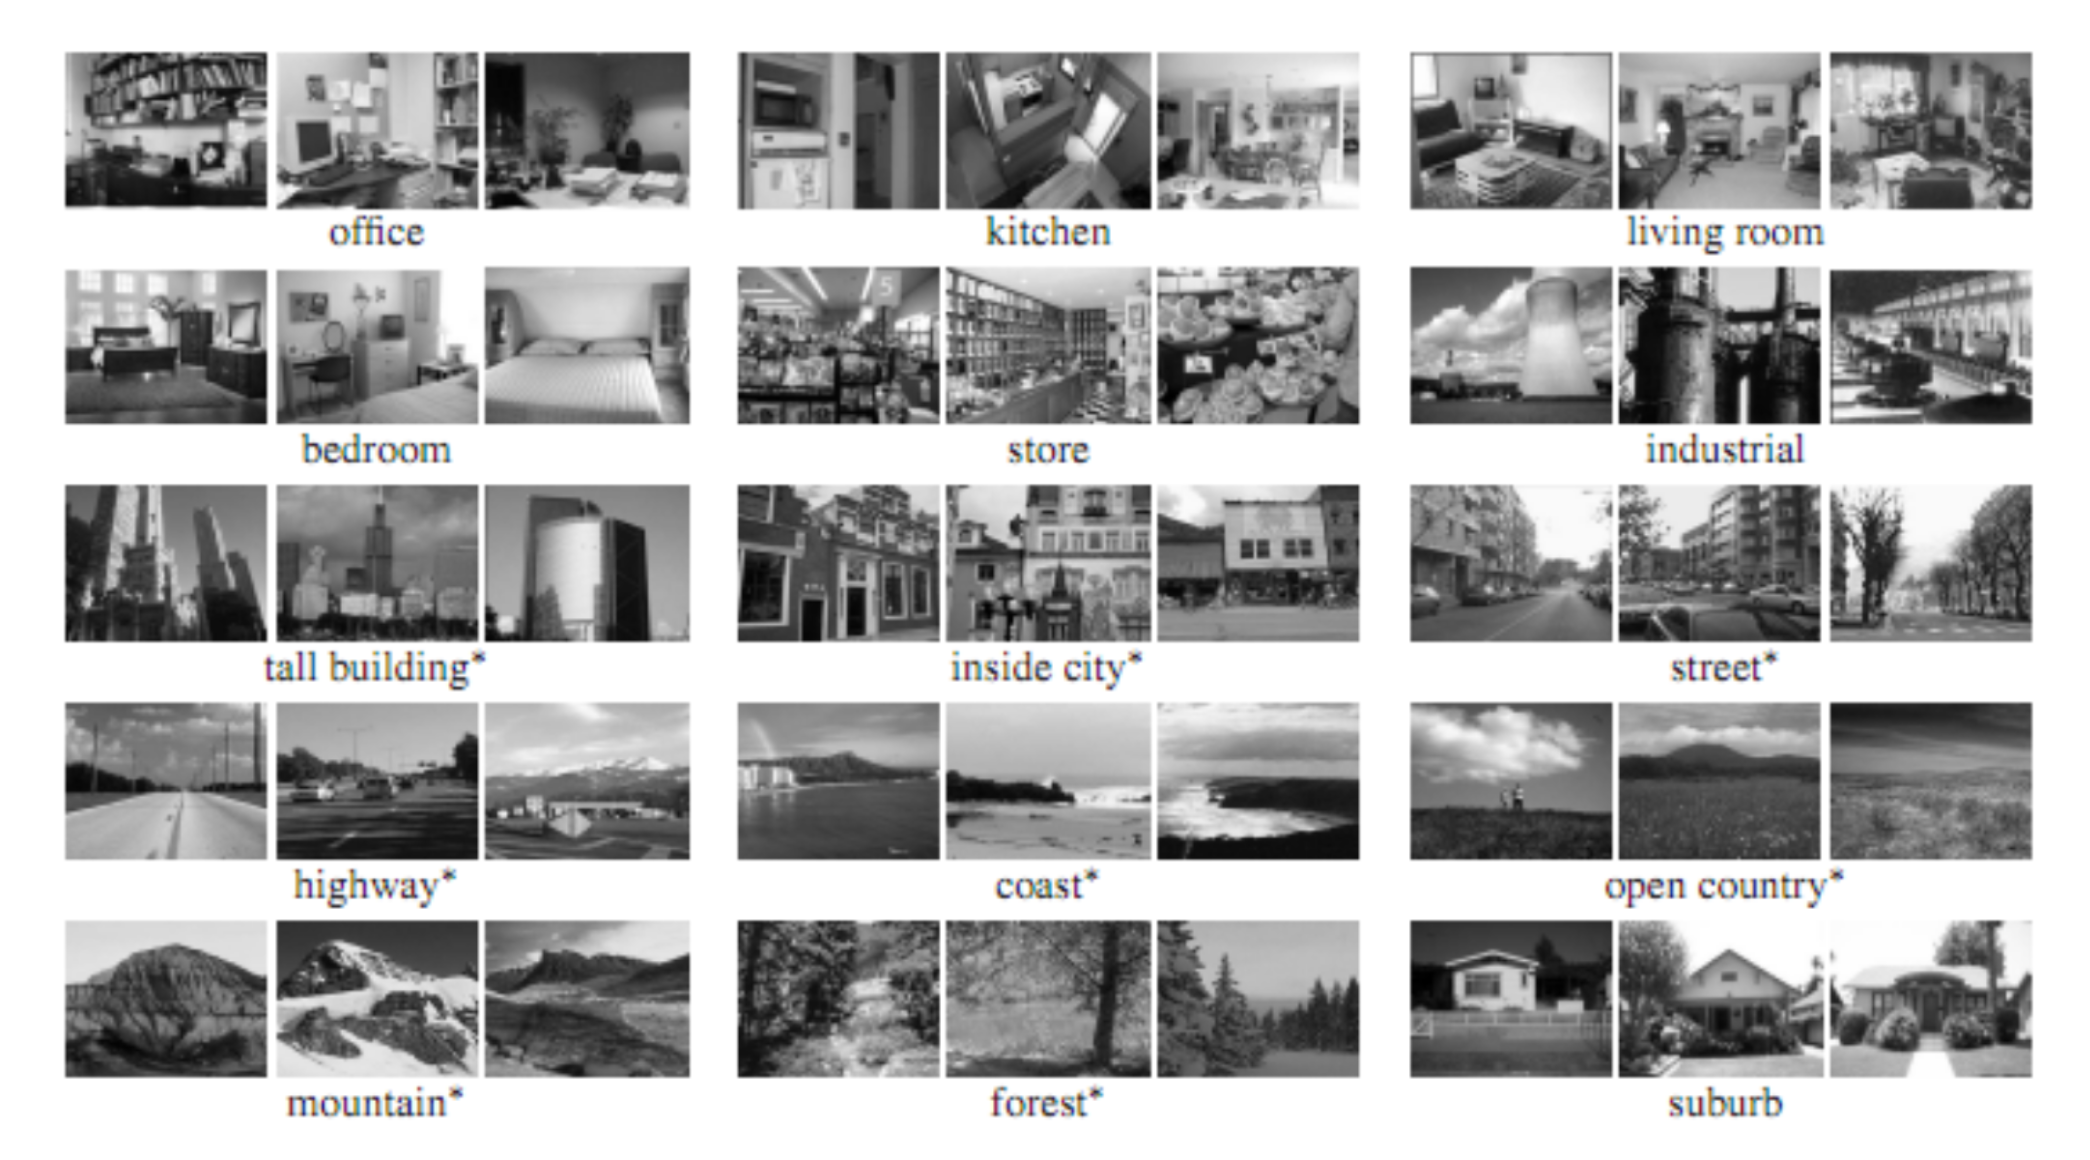 office
kitchen
living room
5
bedroom
store
industrial
tall building*
inside city*
street*
highway*
coast*
open country*
mountain*
forest*
suburb